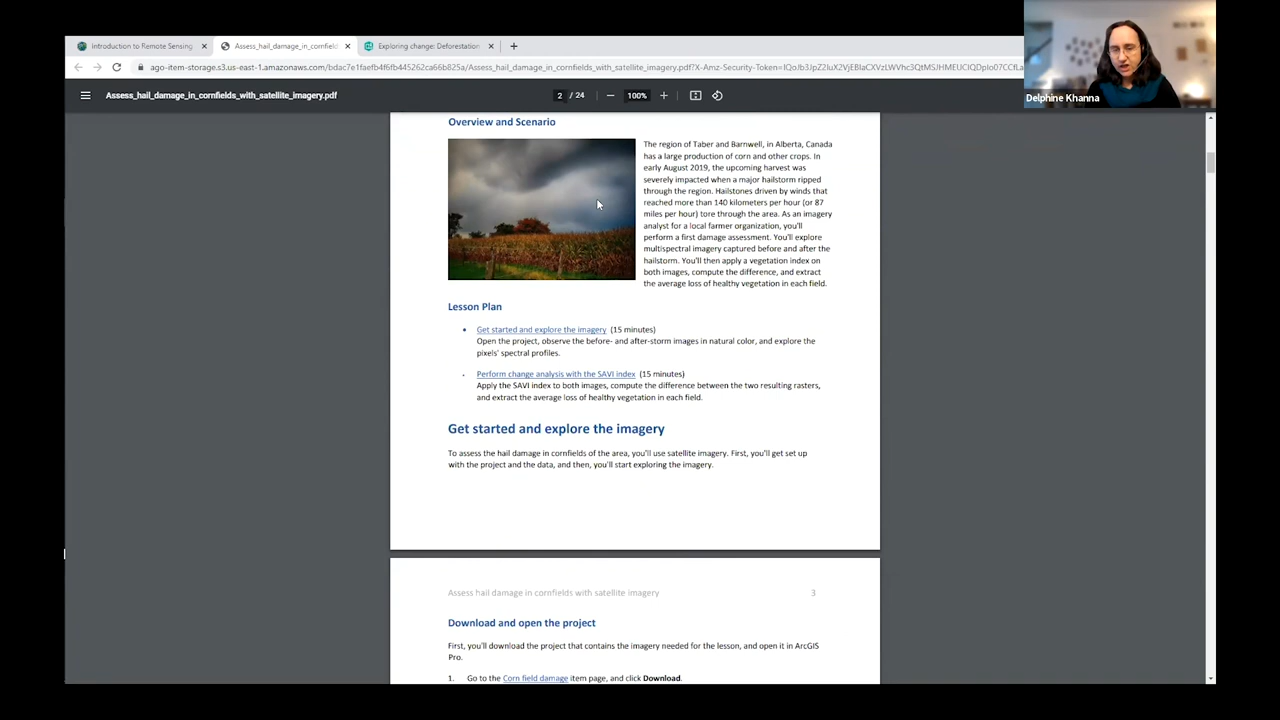 Introduction to Remote Sensing
Assess_hail_damage_in_cornfield
Exploring change: Deforestation
Delphine Khanna
Assess_hail_damage_in_cornfields_with_satellite_imagery.pdf
2 / 24
100%
Overview and Scenario
The region of Taber and Barnwell, in Alberta, Canada
has a large production of corn and other crops. In
early August 2019, the upcoming harvest was
severely impacted when a major hailstorm ripped
through the region. Hailstones driven by winds that
reached more than 140 kilometers per hour (or 87
miles per hour) tore through the area. As an imagery
analyst for a local farmer organization, you'll
perform a first damage assessment. You'll explore
multispectral imagery captured before and after the
hailstorm. You'll then apply a vegetation index on
both images, compute the difference, and extract
the average loss of healthy vegetation in each field.
Lesson Plan
• Get started and explore the imagery (15 minutes)
Open the project, observe the before- and after-storm images in natural color, and explore the
pixels' spectral profiles.
• Perform change analysis with the SAVI index (15 minutes)
Apply the SAVI index to both images, compute the difference between the two resulting rasters,
and extract the average loss of healthy vegetation in each field.
Get started and explore the imagery
To assess the hail damage in cornfields of the area, you'll use satellite imagery. First, you'll get set up
with the project and the data, and then, you'll start exploring the imagery.
Assess hail damage in cornfields with satellite imagery 3
Download and open the project
First, you'll download the project that contains the imagery needed for the lesson, and open it in ArcGIS
Pro.
1. Go to the Corn field damage item page, and click Download.